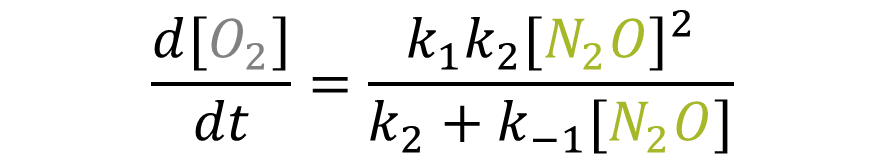 d[O₂]/dt = k₁k₂[N₂O]²/(k₂ + k₋₁[N₂O])